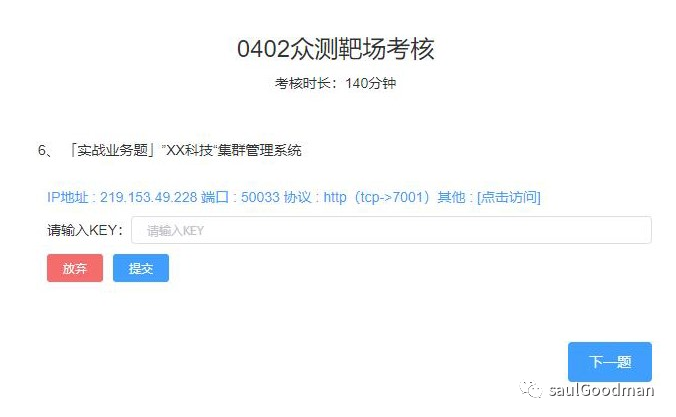 0402众测靶场考核
考核时长：140分钟
6、 「实战业务题」”XX科技“集群管理系统
IP地址 : 219.153.49.228 端口 : 50033 协议 : http（tcp->7001）其他 : [点击访问]
请输入KEY： 请输入KEY
放弃 提交
下一题
saulGoodman